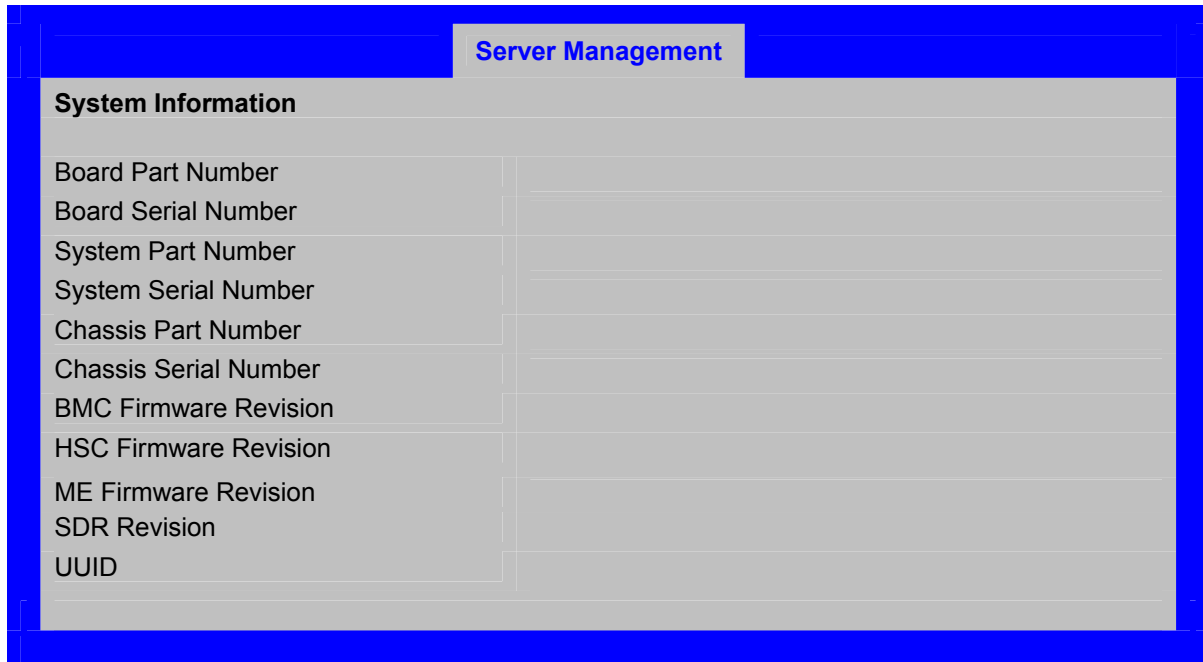 Server Management
System Information
Board Part Number
Board Serial Number
System Part Number
System Serial Number
Chassis Part Number
Chassis Serial Number
BMC Firmware Revision
HSC Firmware Revision
ME Firmware Revision
SDR Revision
UUID